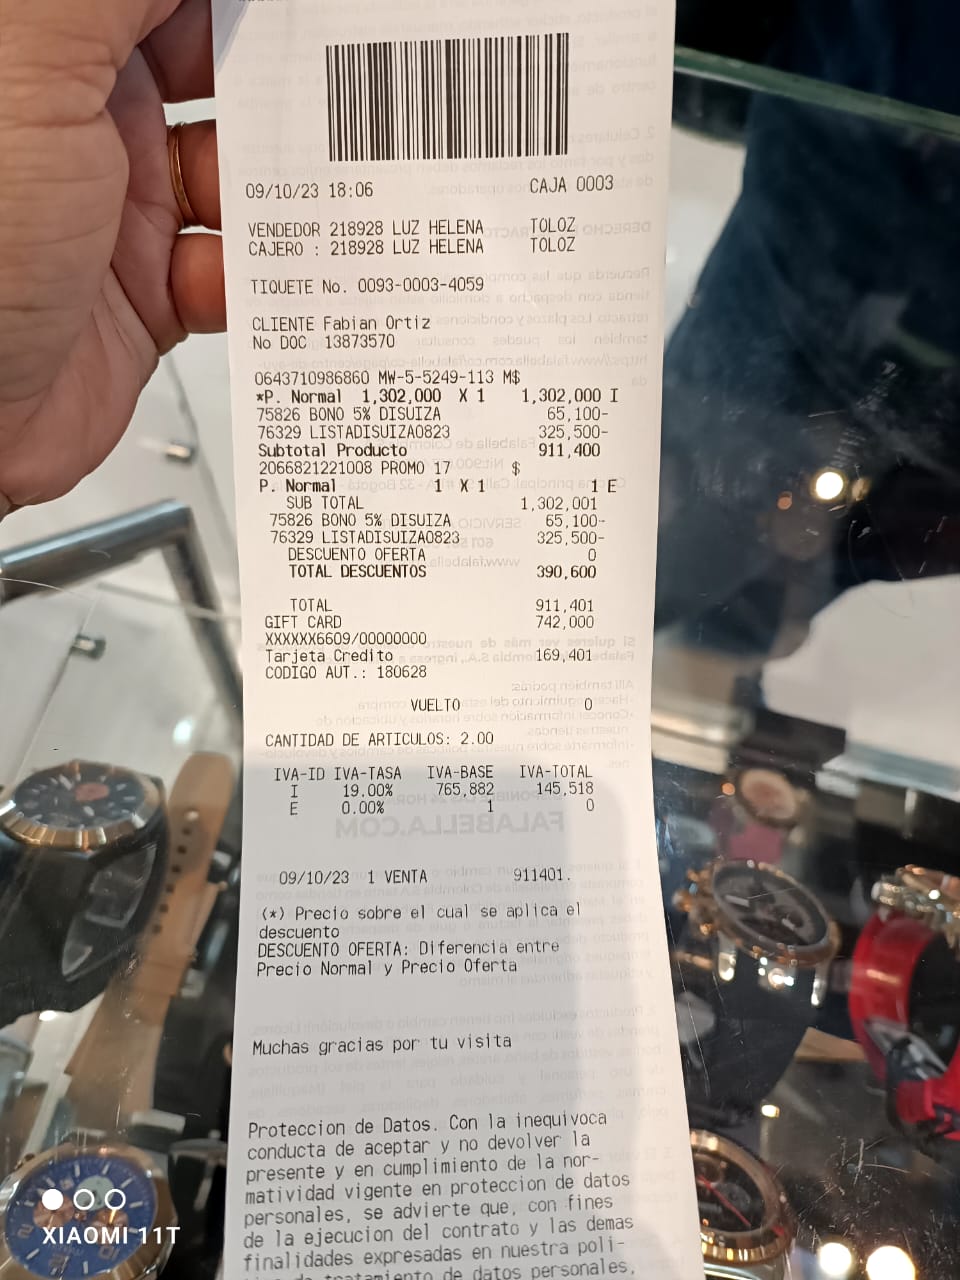 09/10/23 18:06 CAJA 0003
VENDEDOR 218928 LUZ HELENA TOLOZ
CAJERO : 218928 LUZ HELENA TOLOZ
TIQUETE No. 0093-0003-4059
CLIENTE Fabian Ortiz
No DOC 13873570
0643710986860 MW-5-5249-113 M$
*P. Normal 1,302,000 X 1 1,302,000 I
75826 BONO 5% DISUIZA 65,100-
76329 LISTADISUIZA0823 325,500-
Subtotal Producto 911,400
2066821221008 PROMO 17 $
P. Normal 1 X 1 1 E
SUB TOTAL 1,302,001
75826 BONO 5% DISUIZA 65,100-
76329 LISTADISUIZA0823 325,500-
DESCUENTO OFERTA 0
TOTAL DESCUENTOS 390,600
TOTAL 911,401
GIFT CARD 742,000
XXXXXX6609/00000000
Tarjeta Credito 169,401
CODIGO AUT.: 180628
VUELTO 0
CANTIDAD DE ARTICULOS: 2.00
IVA-ID IVA-TASA IVA-BASE IVA-TOTAL
I 19.00% 765,882 145,518
E 0.00% 1 0
09/10/23 1 VENTA 911401.
(*) Precio sobre el cual se aplica el
descuento
DESCUENTO OFERTA: Diferencia entre
Precio Normal y Precio Oferta
Muchas gracias por tu visita
Proteccion de Datos. Con la inequivoca
conducta de aceptar y no devolver la
presente y en cumplimiento de la nor-
matividad vigente en proteccion de datos
personales, se advierte que, con fines
de la ejecucion del contrato y las demas
finalidades expresadas en nuestra poli-
tratamiento de datos personales,
XIAOMI 11T